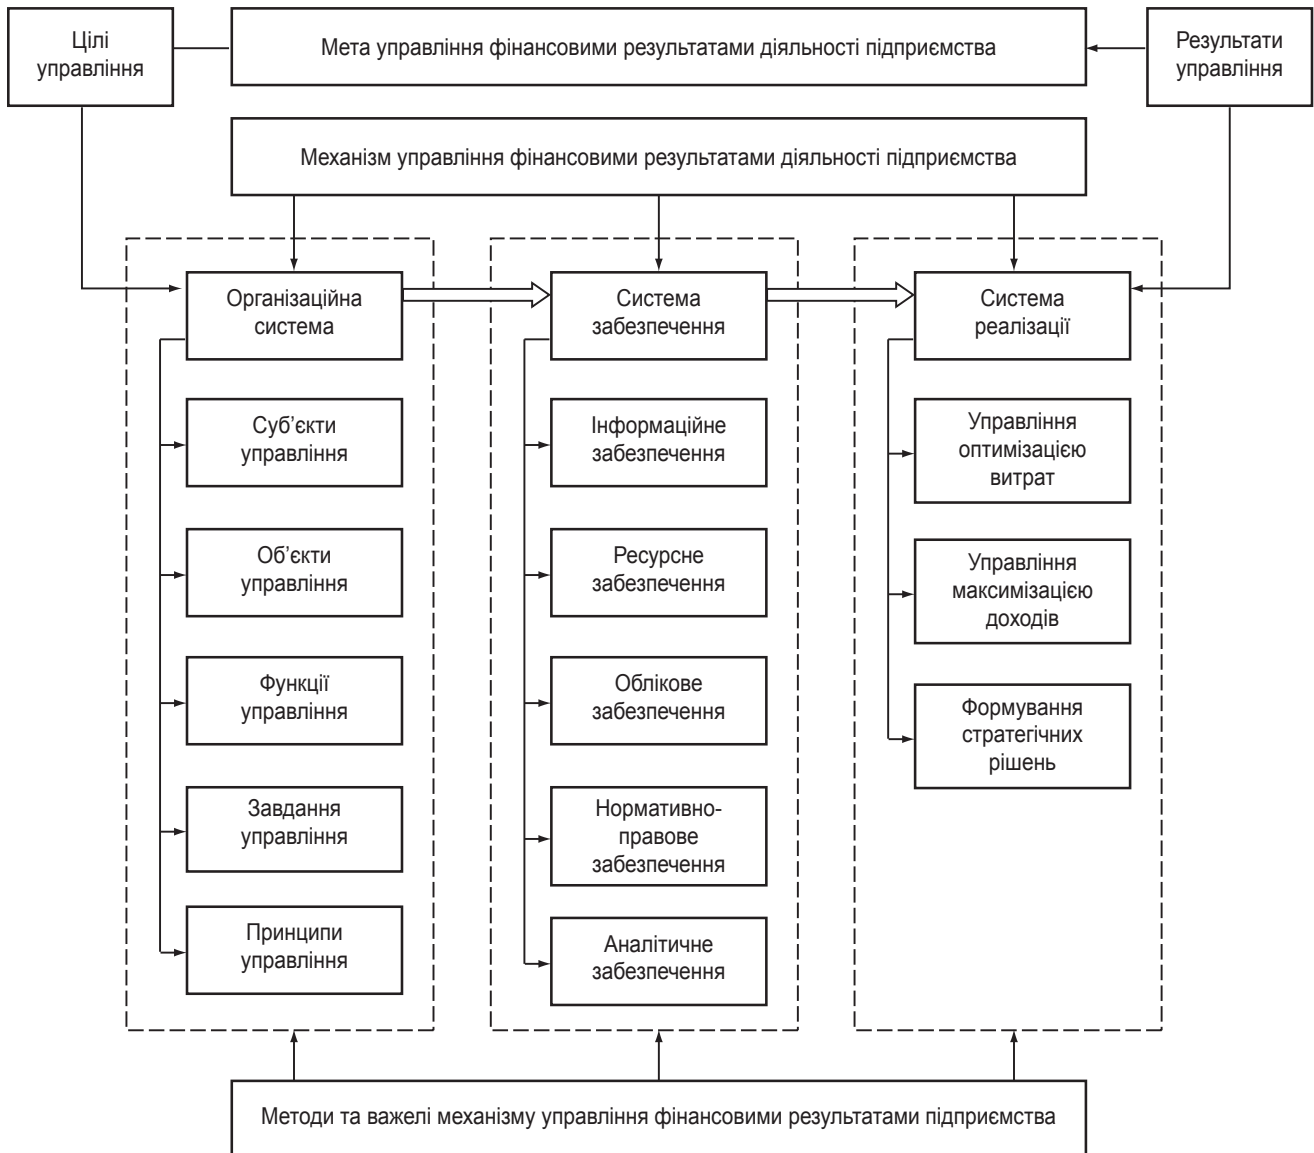 Цілі
управління
Мета управління фінансовими результатами діяльності підприємства
Результати
управління
Механізм управління фінансовими результатами діяльності підприємства
Організаційна
система
Суб’єкти
управління
Об’єкти
управління
Функції
управління
Завдання
управління
Принципи
управління
Система
забезпечення
Інформаційне
забезпечення
Ресурсне
забезпечення
Облікове
забезпечення
Нормативно-
правове
забезпечення
Аналітичне
забезпечення
Система
реалізації
Управління
оптимізацією
витрат
Управління
максимізацією
доходів
Формування
стратегічних
рішень
Методи та важелі механізму управління фінансовими результатами підприємства